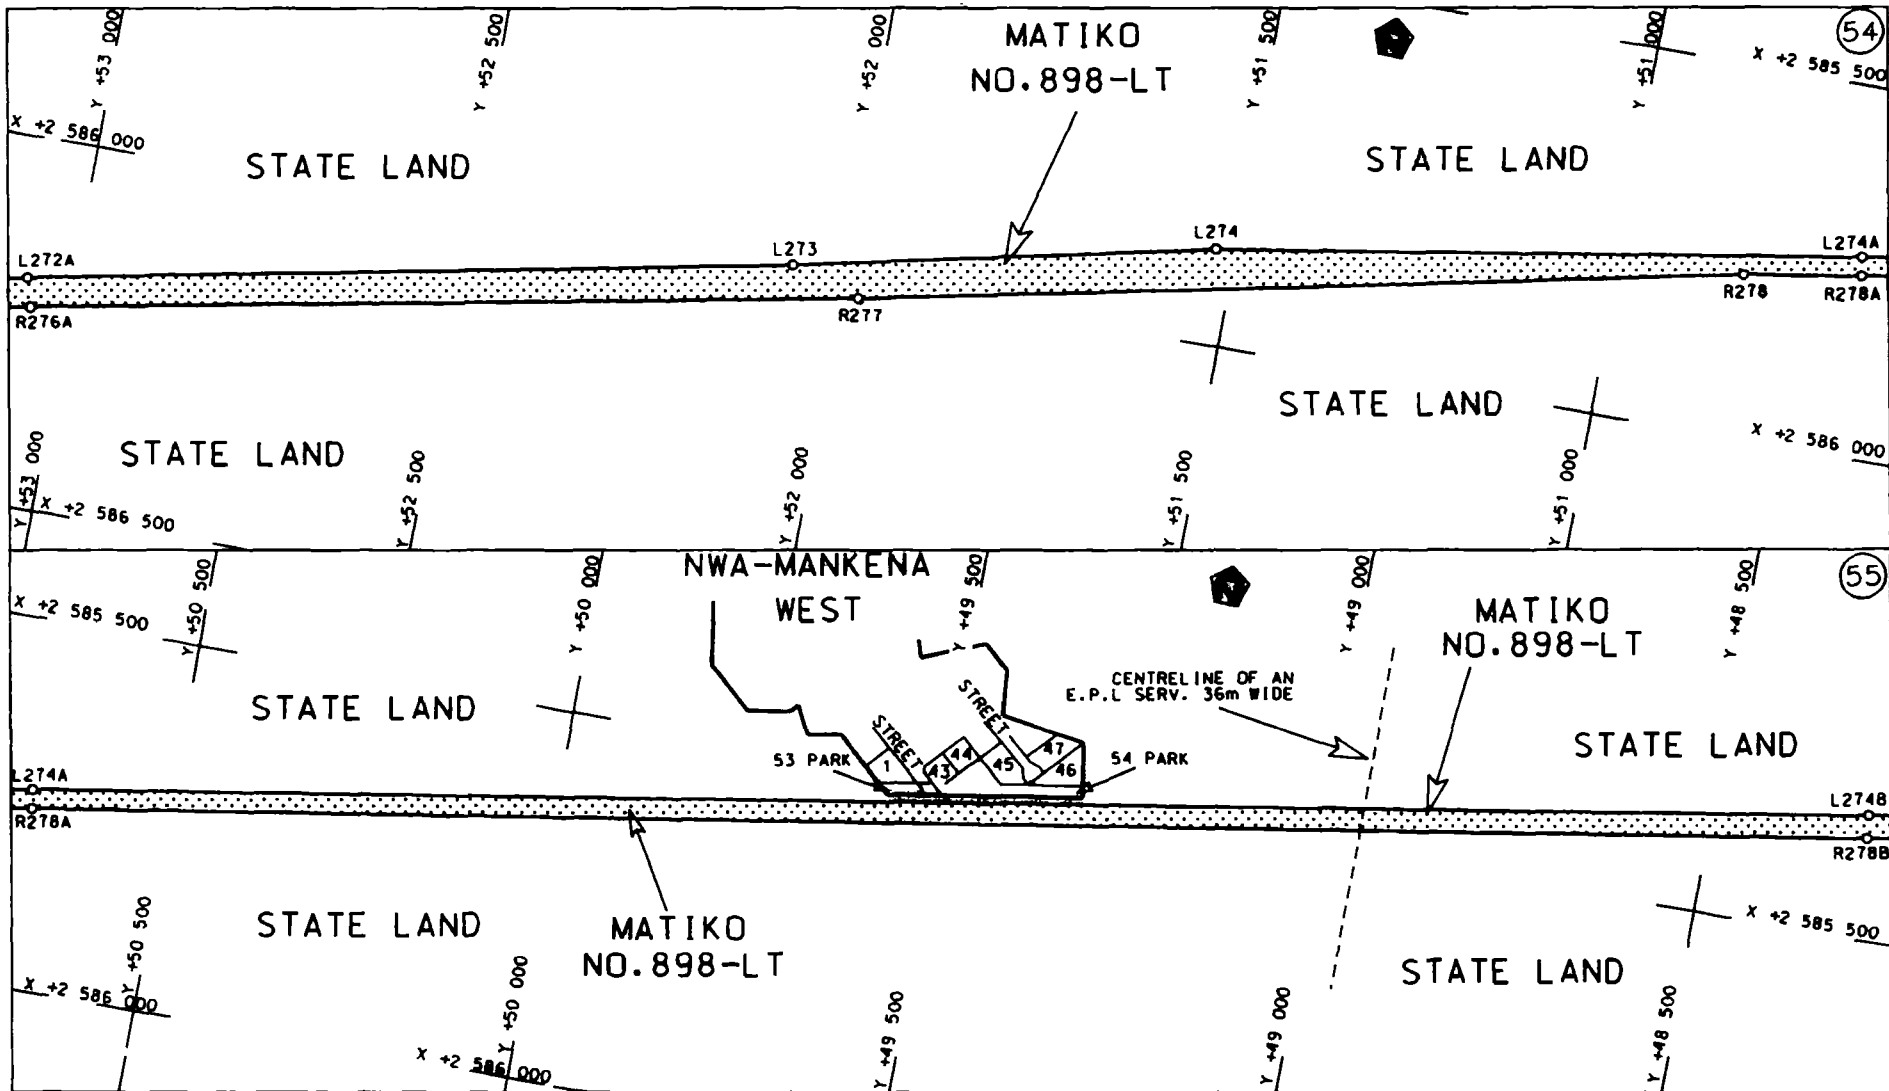 Y +53 000
Y +52 500
Y +52 000
MATIKO
NO.898-LT
Y +51 500
Y +51 000
X +2 585 500
54
X +2 586 000
STATE LAND
STATE LAND
L272A
L273
L274
L274A
R276A
R277
R278
R278A
STATE LAND
STATE LAND
X +2 586 000
Y +53 000
X +2 586 500
Y +52 500
Y +52 000
Y +51 500
Y +51 000
Y +50 500
Y +50 000
NWA-MANKENA
WEST
Y +49 500
Y +49 000
Y +48 500
55
X +2 585 500
MATIKO
NO.898-LT
CENTRELINE OF AN
E.P.L SERV. 36m WIDE
STATE LAND
STREET
STREET
STATE LAND
53 PARK
1
43
44
45
47
46
54 PARK
L274A
R278A
L274B
R278B
STATE LAND
MATIKO
NO.898-LT
X +2 585 500
STATE LAND
X +2 586 000
Y +50 500
X +2 586 000
Y +50 000
Y +49 500
Y +49 000
Y +48 500